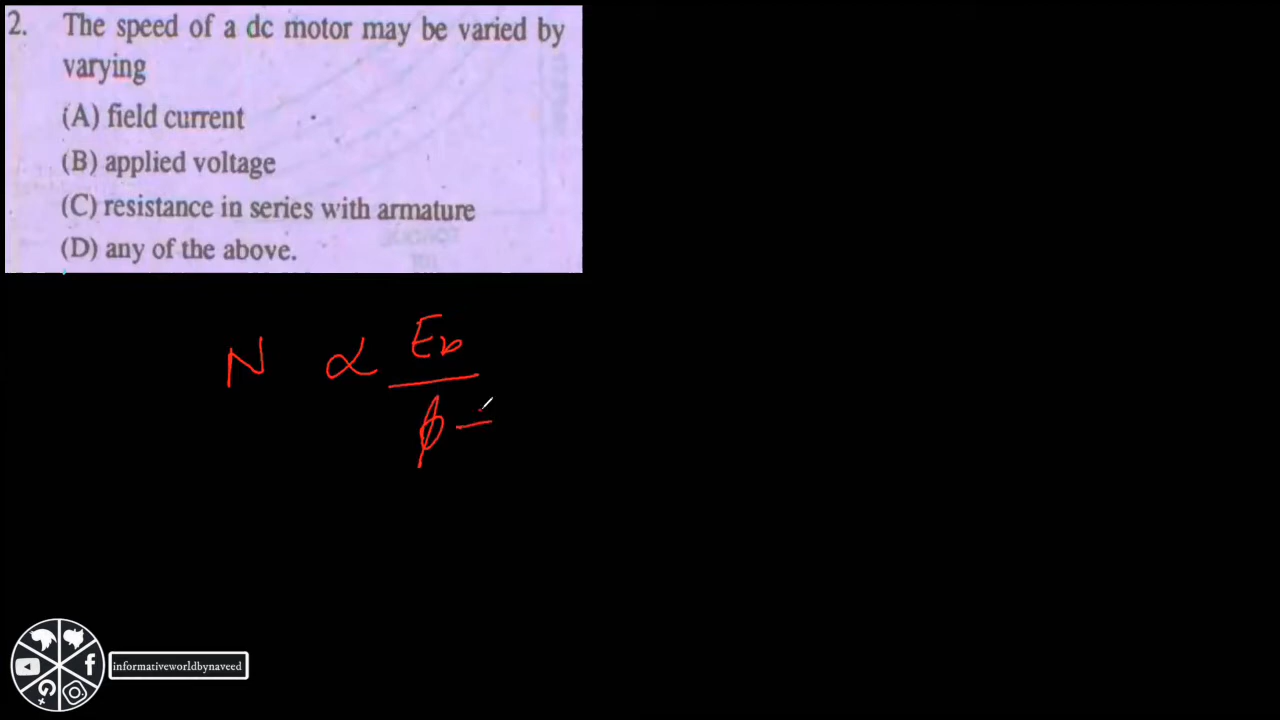 2. The speed of a dc motor may be varied by
varying
(A) field current
(B) applied voltage
(C) resistance in series with armature
(D) any of the above.
N ∝ Eb
ϕ –
informativeworldbynaveed